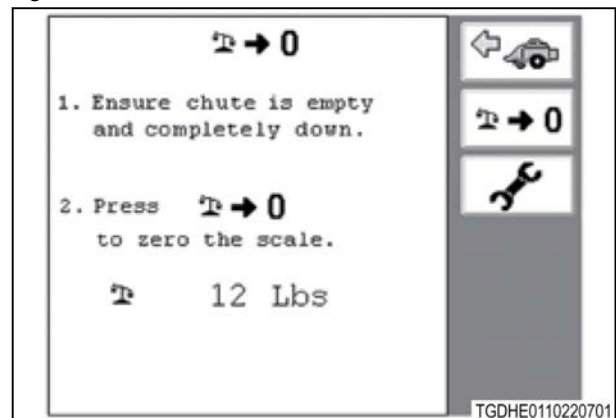 → 0
1. Ensure chute is empty
and completely down.
→ 0
2. Press → 0
to zero the scale.
12 Lbs
TGDHE0110220701